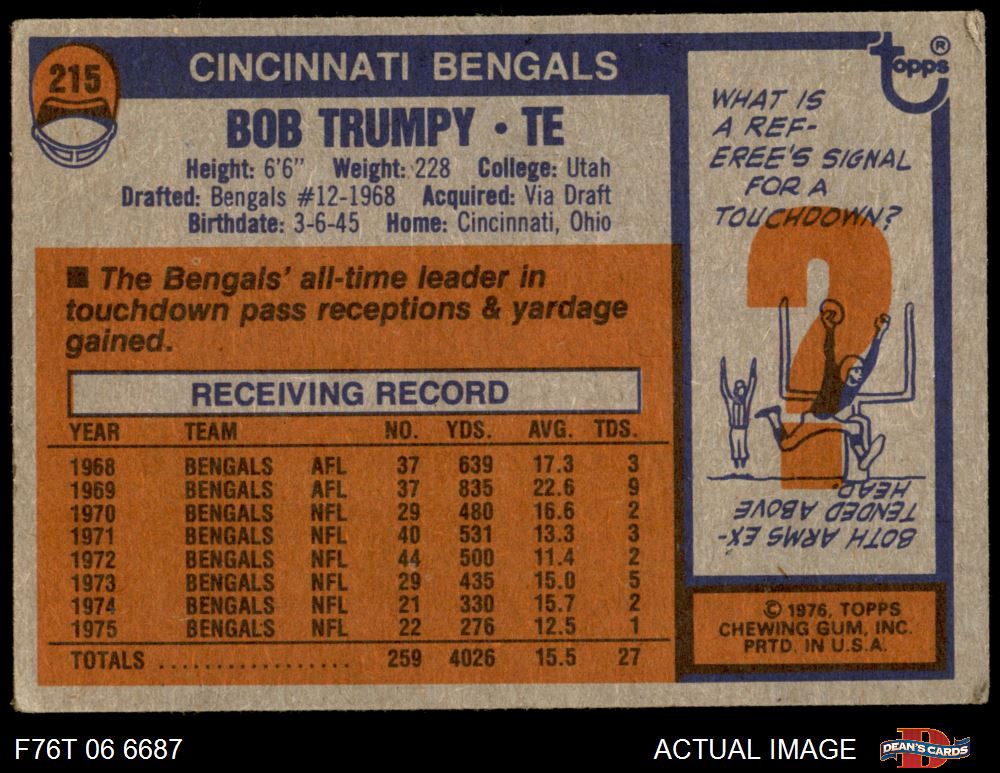 215
CINCINNATI BENGALS
BOB TRUMPY • TE
Height: 6'6" Weight: 228 College: Utah
Drafted: Bengals #12-1968 Acquired: Via Draft
Birthdate: 3-6-45 Home: Cincinnati, Ohio
■ The Bengals' all-time leader in
touchdown pass receptions & yardage
gained.
RECEIVING RECORD
YEAR TEAM NO. YDS. AVG. TDS.
1968 BENGALS AFL 37 639 17.3 3
1969 BENGALS AFL 37 835 22.6 9
1970 BENGALS NFL 29 480 16.6 2
1971 BENGALS NFL 40 531 13.3 3
1972 BENGALS NFL 44 500 11.4 2
1973 BENGALS NFL 29 435 15.0 5
1974 BENGALS NFL 21 330 15.7 2
1975 BENGALS NFL 22 276 12.5 1
TOTALS .................. 259 4026 15.5 27
topps ®
WHAT IS
A REF-
EREE'S SIGNAL
FOR A
TOUCHDOWN?
?
BOTH ARMS EX-
TENDED ABOVE
HEAD
© 1976, TOPPS
CHEWING GUM, INC.
PRTD. IN U.S.A.
F76T 06 6687
ACTUAL IMAGE
D
DEAN'S CARDS